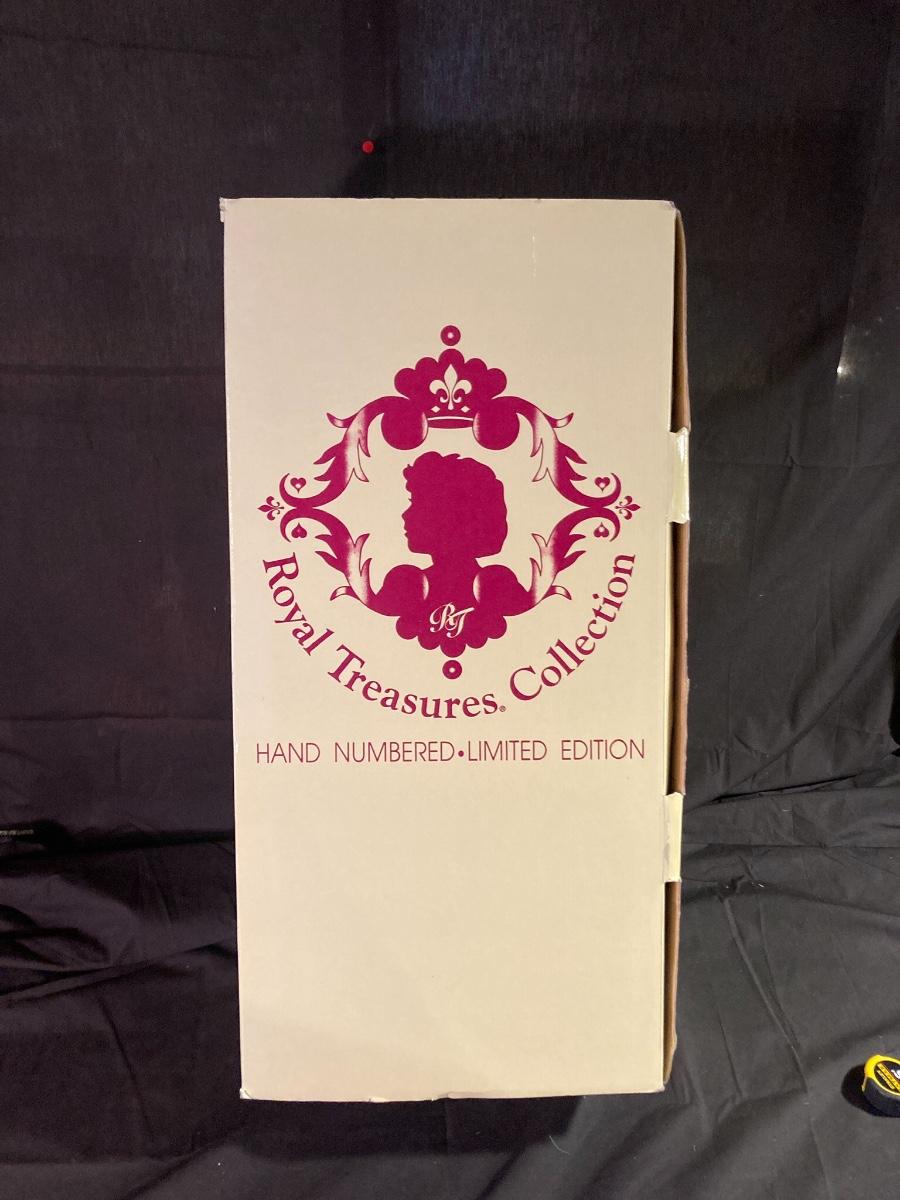 RT
Royal Treasures® Collection
HAND NUMBERED•LIMITED EDITION